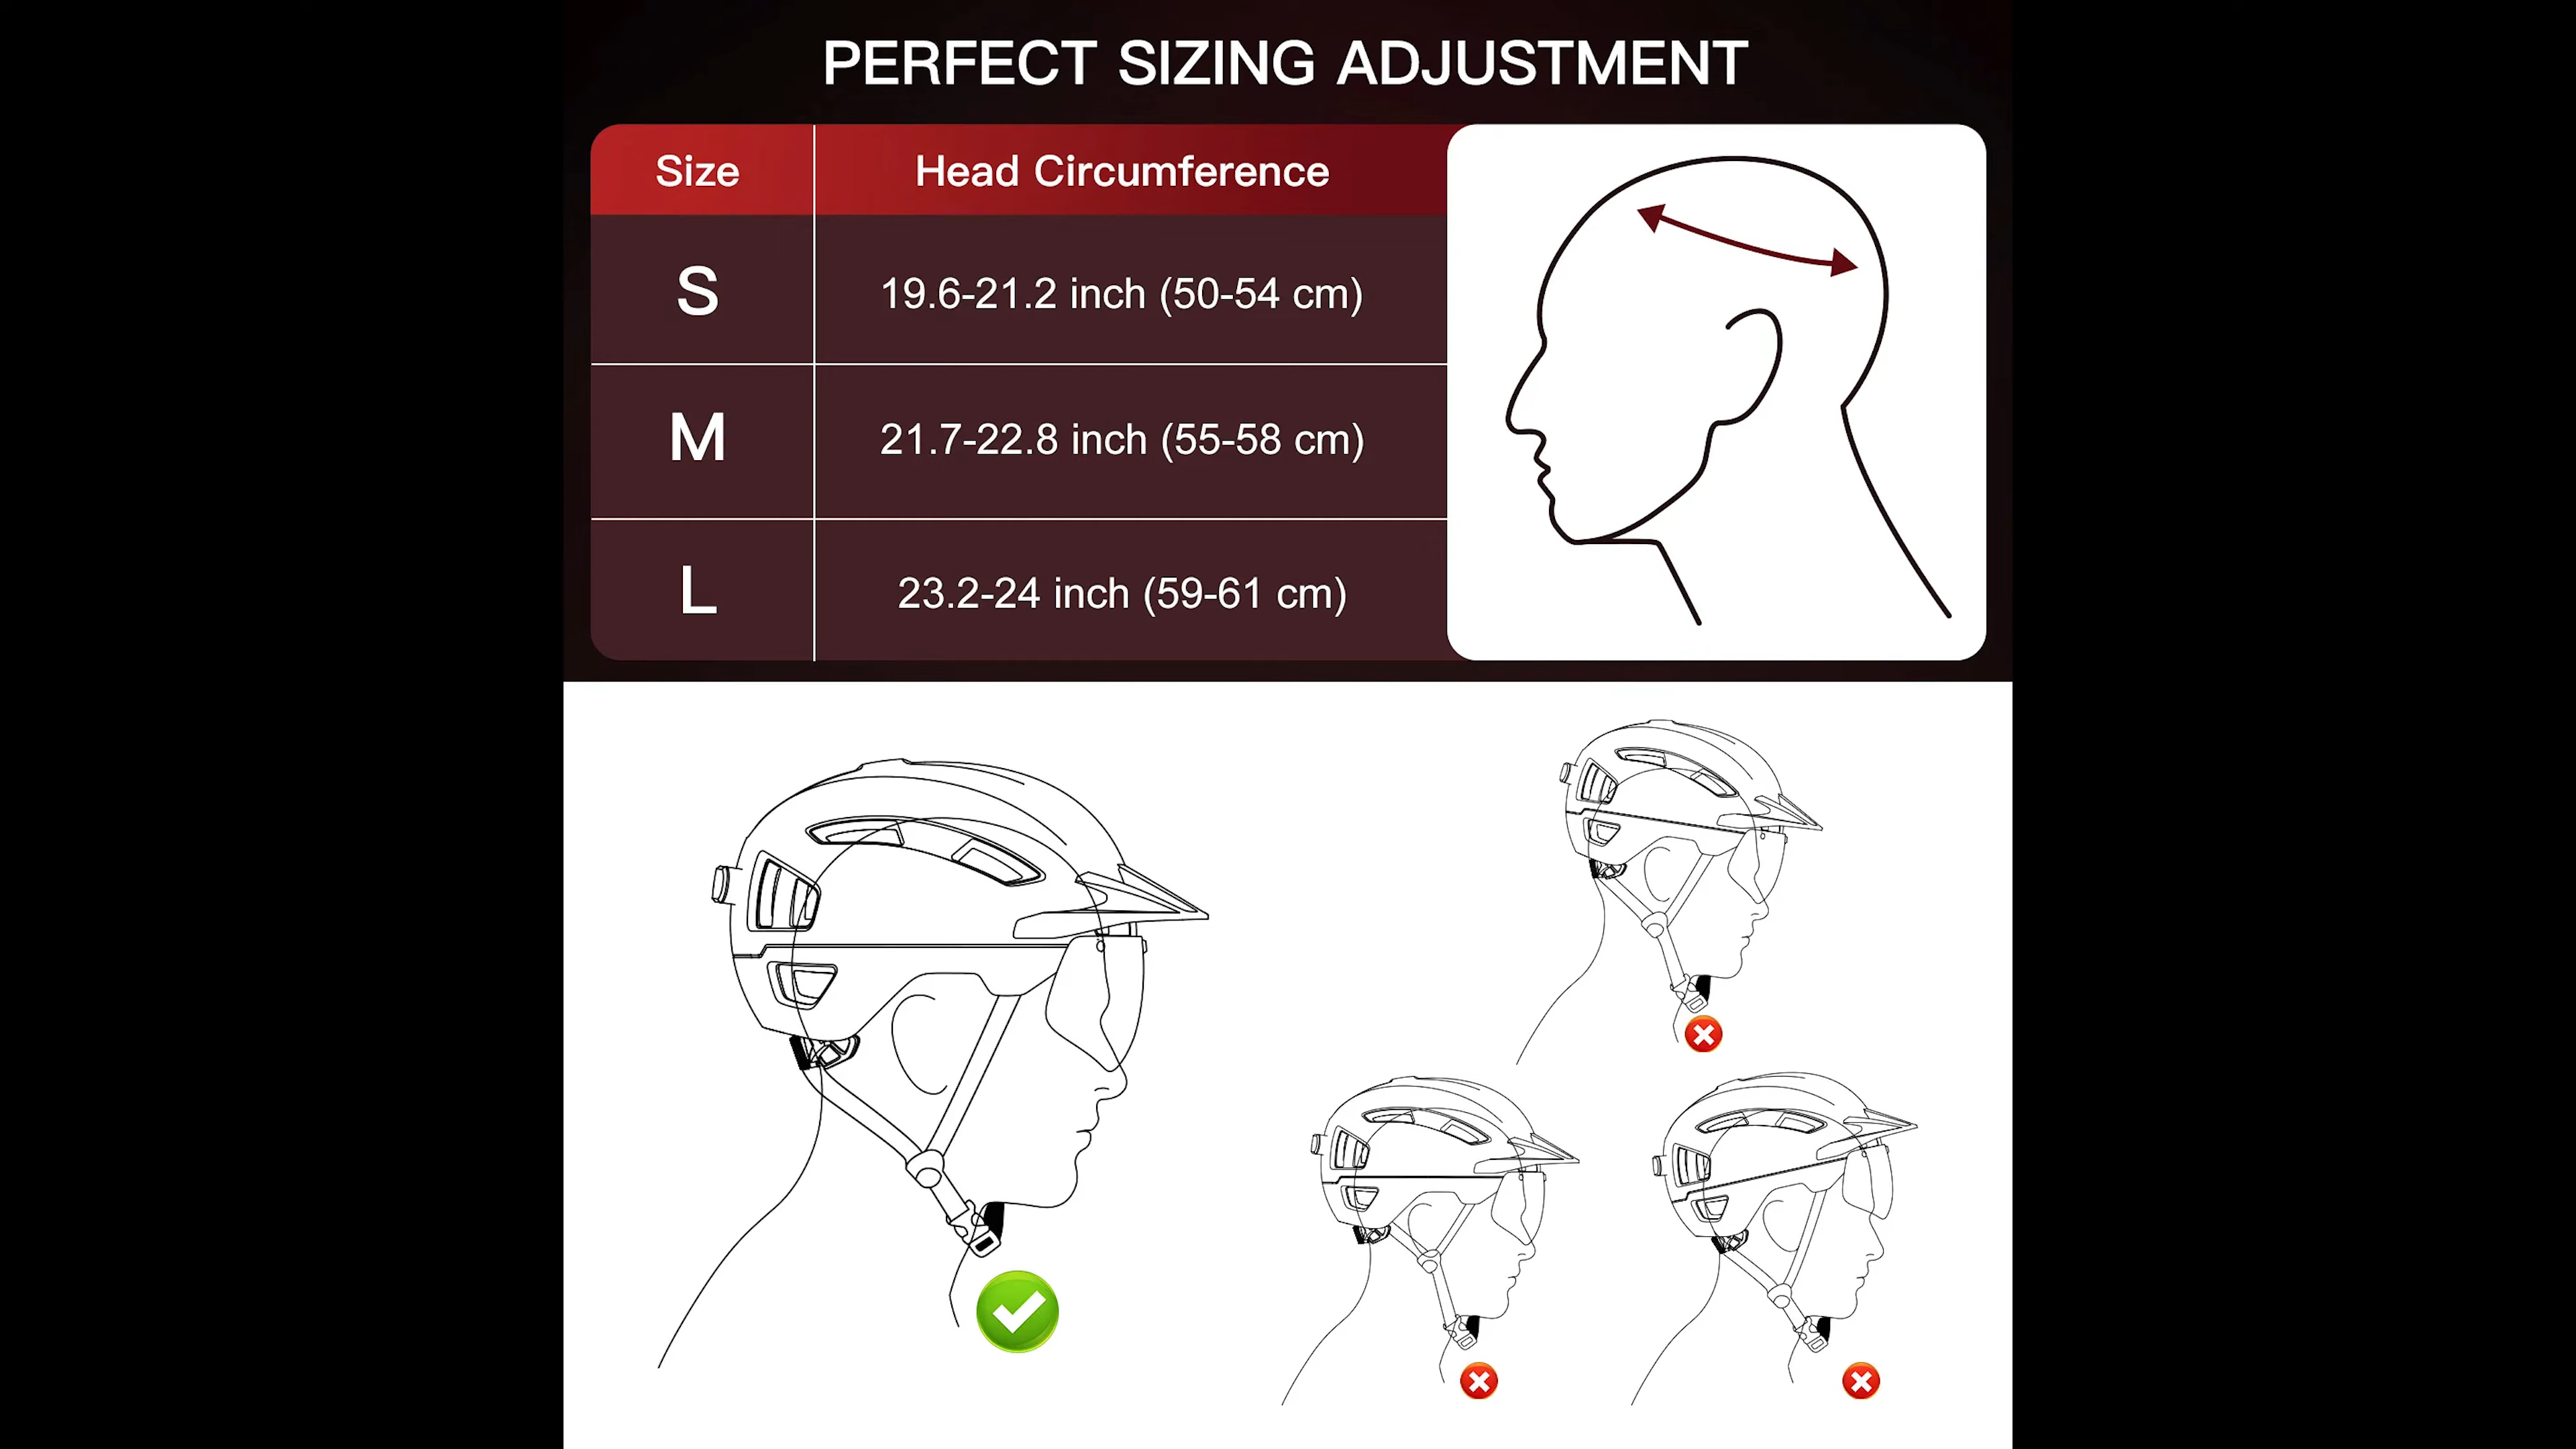 PERFECT SIZING ADJUSTMENT
Size Head Circumference
S 19.6-21.2 inch (50-54 cm)
M 21.7-22.8 inch (55-58 cm)
L 23.2-24 inch (59-61 cm)